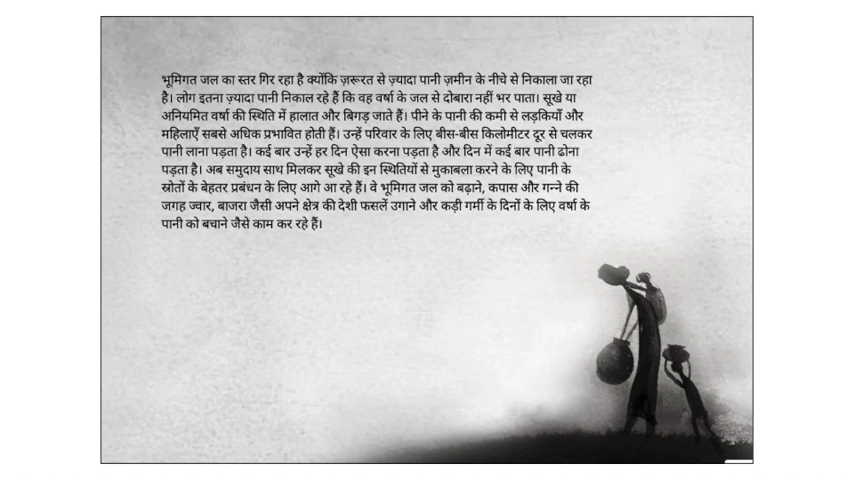 भूमिगत जल का स्तर गिर रहा है क्योंकि ज़रूरत से ज़्यादा पानी ज़मीन के नीचे से निकाला जा रहा
है। लोग इतना ज़्यादा पानी निकाल रहे हैं कि वह वर्षा के जल से दोबारा नहीं भर पाता। सूखे या
अनियमित वर्षा की स्थिति में हालात और बिगड़ जाते हैं। पीने के पानी की कमी से लड़कियाँ और
महिलाएँ सबसे अधिक प्रभावित होती हैं। उन्हें परिवार के लिए बीस-बीस किलोमीटर दूर से चलकर
पानी लाना पड़ता है। कई बार उन्हें हर दिन ऐसा करना पड़ता है और दिन में कई बार पानी ढोना
पड़ता है। अब समुदाय साथ मिलकर सूखे की इन स्थितियों से मुकाबला करने के लिए पानी के
स्रोतों के बेहतर प्रबंधन के लिए आगे आ रहे हैं। वे भूमिगत जल को बढ़ाने, कपास और गन्ने की
जगह ज्वार, बाजरा जैसी अपने क्षेत्र की देशी फसलें उगाने और कड़ी गर्मी के दिनों के लिए वर्षा के
पानी को बचाने जैसे काम कर रहे हैं।